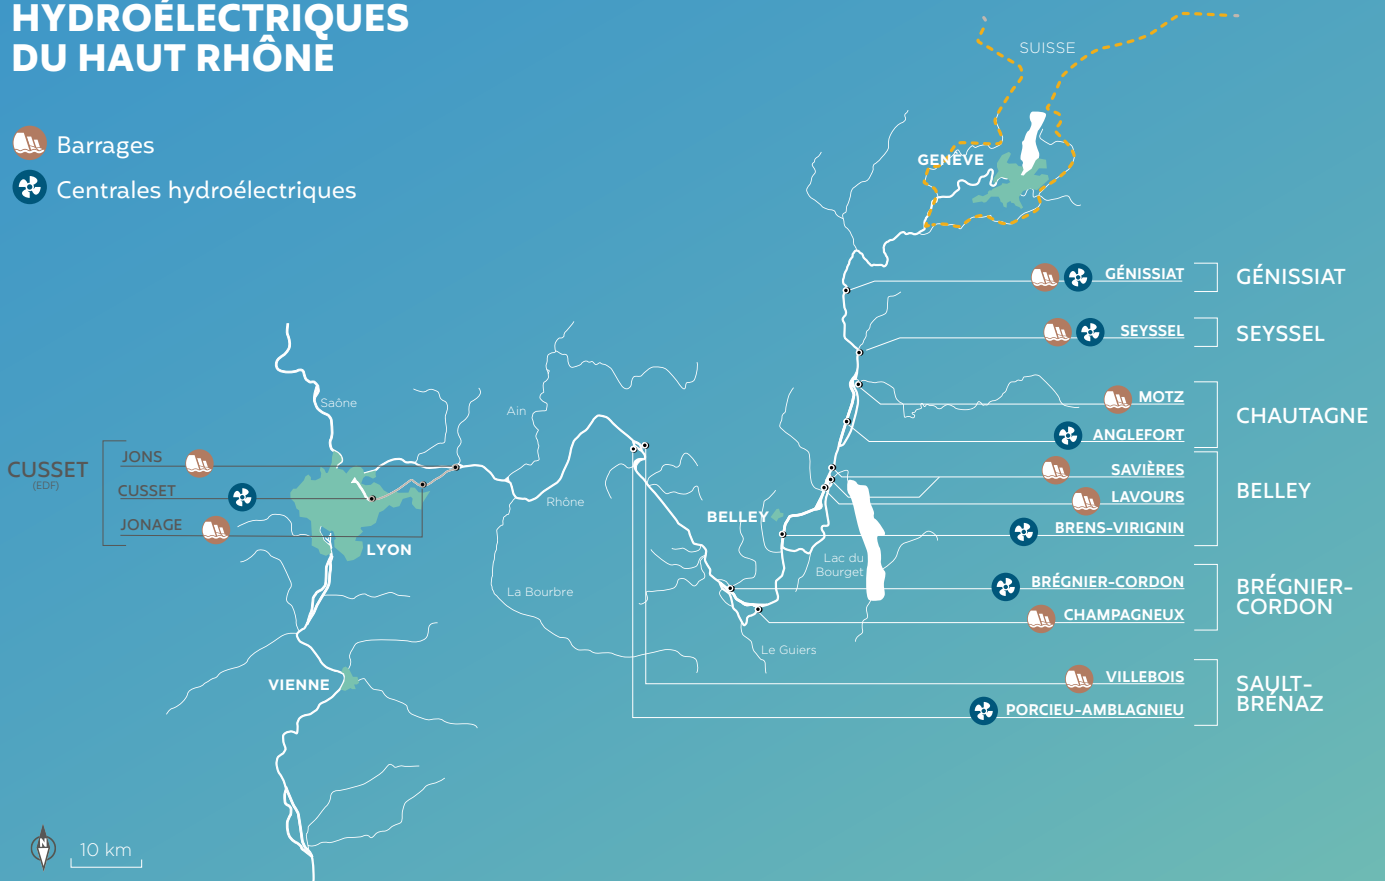 HYDROÉLECTRIQUES
DU HAUT RHÔNE
Barrages
Centrales hydroélectriques
SUISSE
GENÈVE
GÉNISSIAT
GÉNISSIAT
SEYSSEL
SEYSSEL
MOTZ
ANGLEFORT
CHAUTAGNE
SAVIÈRES
LAVOURS
BRENS-VIRIGNIN
BELLEY
BRÉGNIER-CORDON
CHAMPAGNEUX
BRÉGNIER-
CORDON
VILLEBOIS
PORCIEU-AMBLAGNIEU
SAULT-
BRÉNAZ
Saône
Ain
CUSSET
(EDF)
JONS
CUSSET
JONAGE
LYON
Rhône
BELLEY
Lac du
Bourget
La Bourbre
Le Guiers
VIENNE
N
10 km